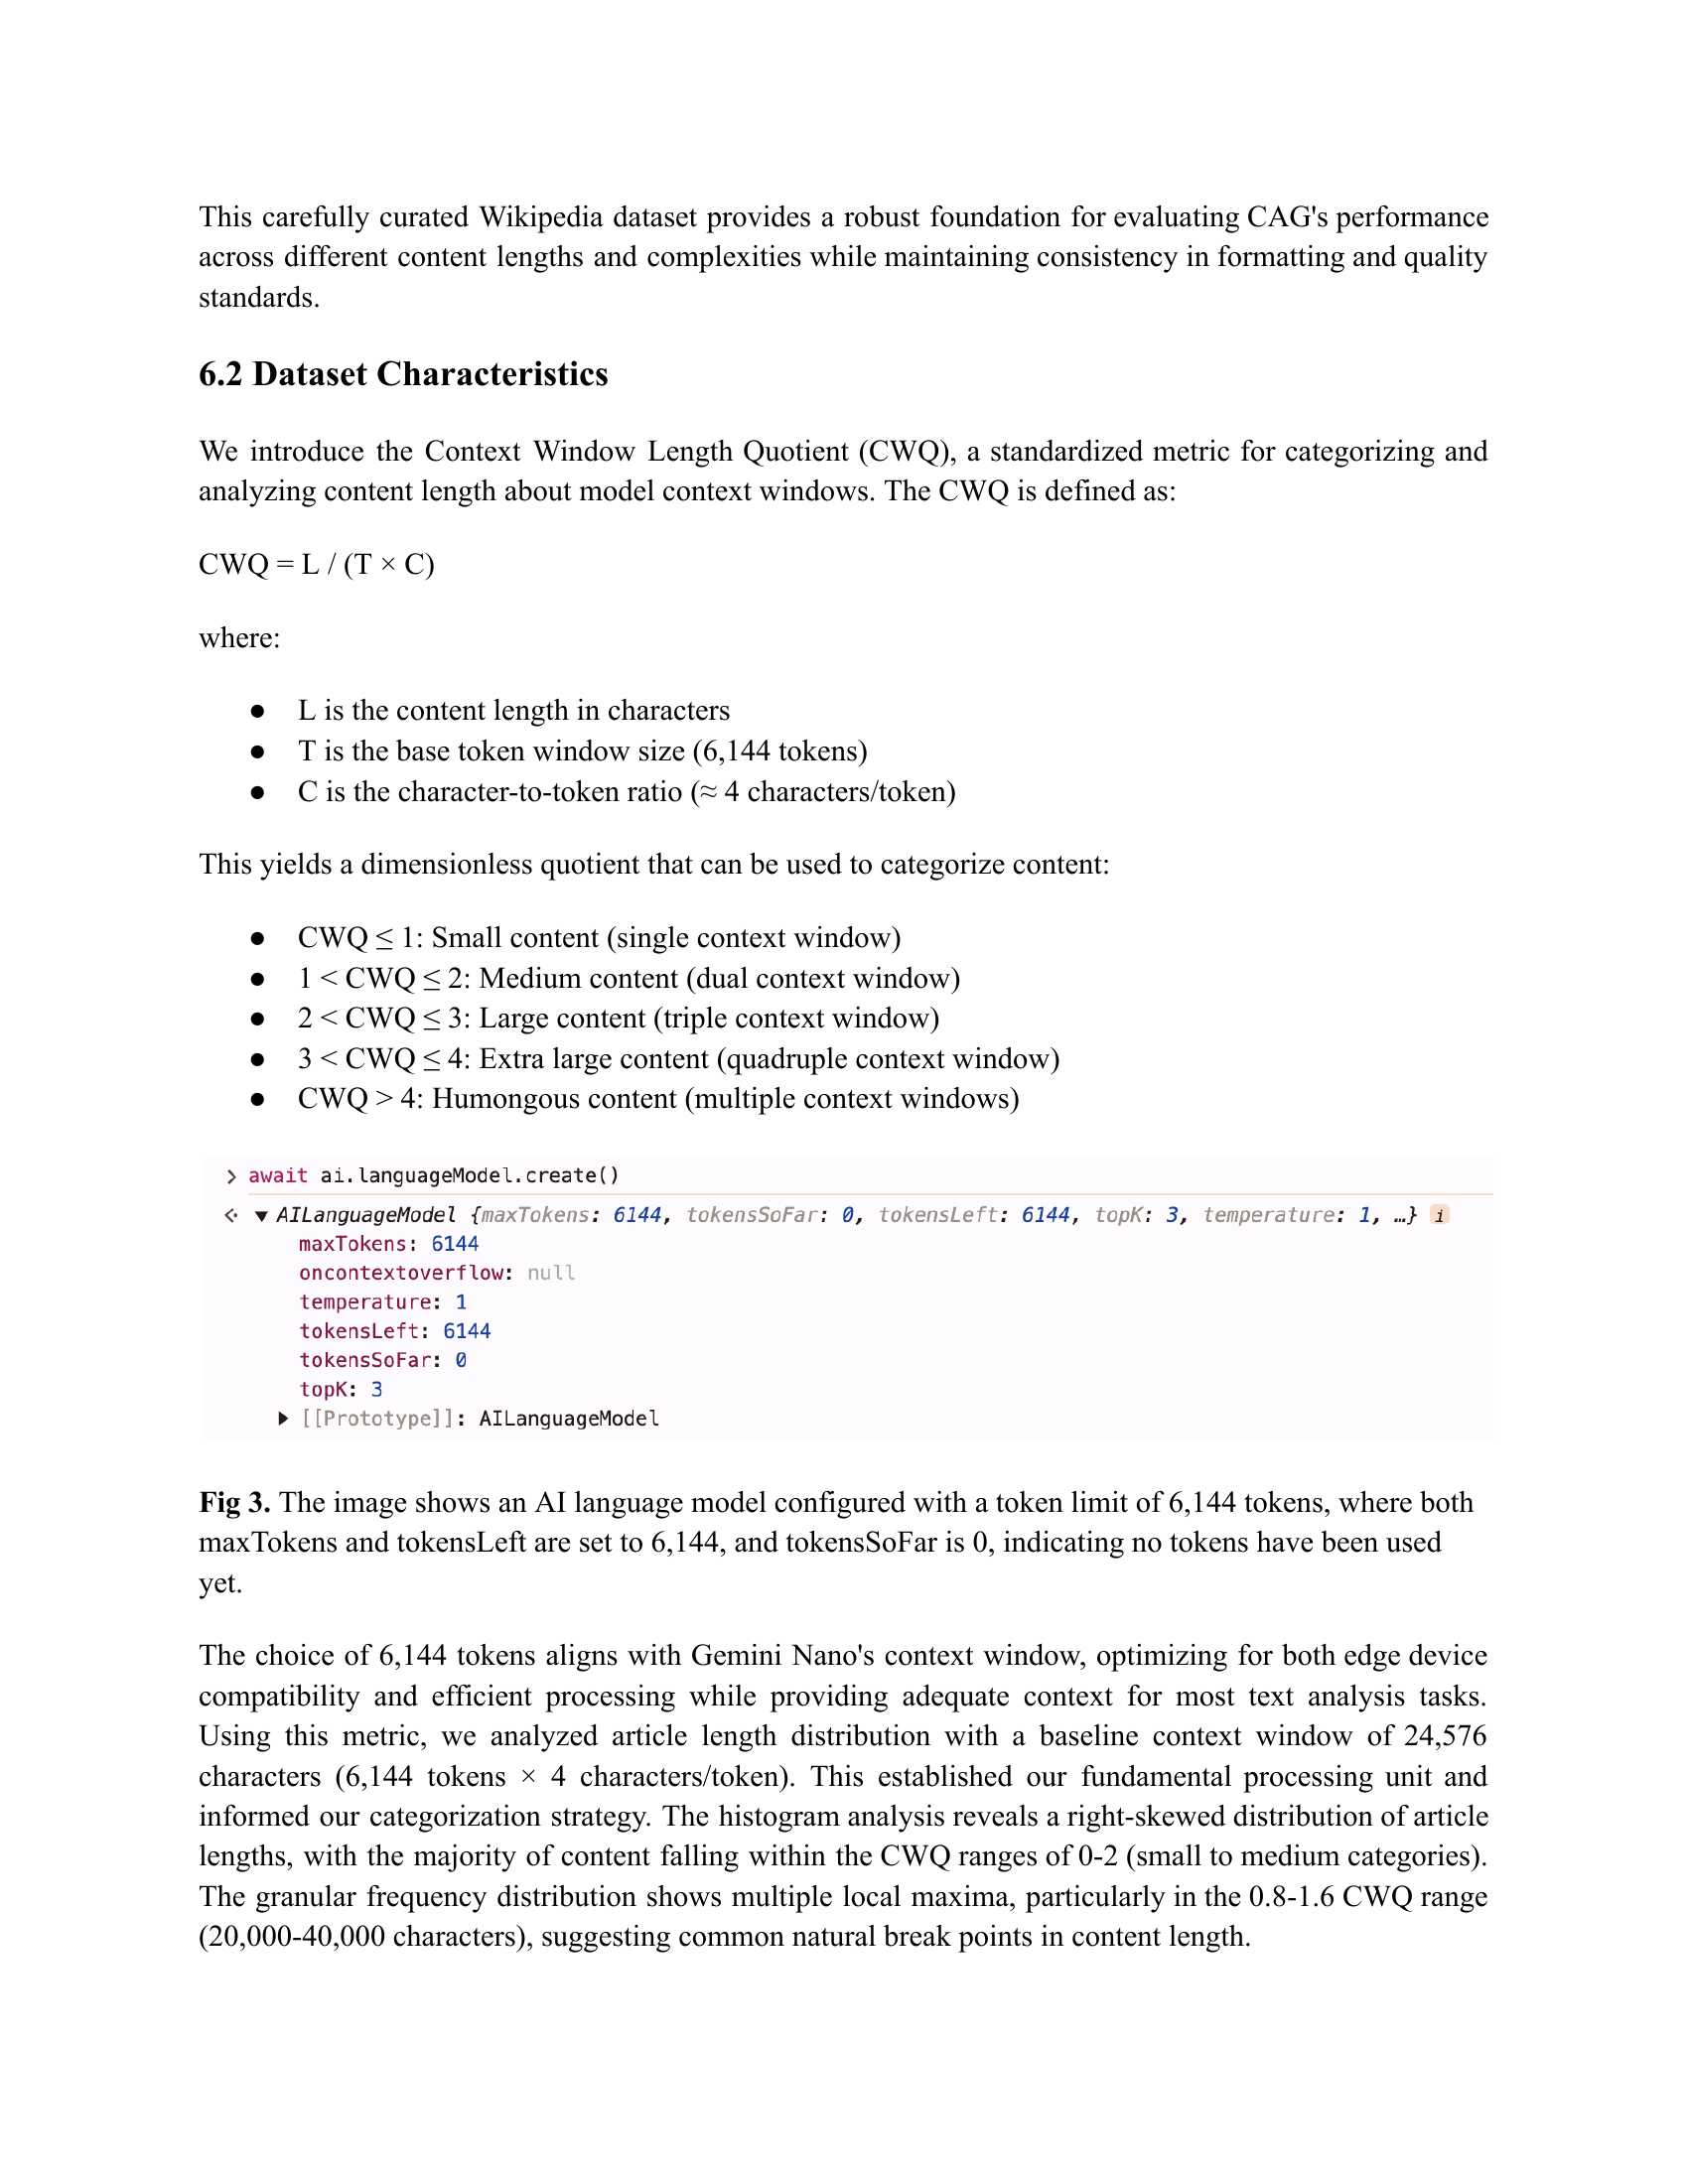 This carefully curated Wikipedia dataset provides a robust foundation for evaluating CAG's performance
across different content lengths and complexities while maintaining consistency in formatting and quality
standards.
6.2 Dataset Characteristics
We introduce the Context Window Length Quotient (CWQ), a standardized metric for categorizing and
analyzing content length about model context windows. The CWQ is defined as:
CWQ = L / (T × C)
where:
● L is the content length in characters
● T is the base token window size (6,144 tokens)
● C is the character-to-token ratio (≈ 4 characters/token)
This yields a dimensionless quotient that can be used to categorize content:
● CWQ ≤ 1: Small content (single context window)
● 1 < CWQ ≤ 2: Medium content (dual context window)
● 2 < CWQ ≤ 3: Large content (triple context window)
● 3 < CWQ ≤ 4: Extra large content (quadruple context window)
● CWQ > 4: Humongous content (multiple context windows)
> await ai.languageModel.create()
<· ▼ AILanguageModel {maxTokens: 6144, tokensSoFar: 0, tokensLeft: 6144, topK: 3, temperature: 1, …} i
maxTokens: 6144
oncontextoverflow: null
temperature: 1
tokensLeft: 6144
tokensSoFar: 0
topK: 3
▶ [[Prototype]]: AILanguageModel
Fig 3. The image shows an AI language model configured with a token limit of 6,144 tokens, where both
maxTokens and tokensLeft are set to 6,144, and tokensSoFar is 0, indicating no tokens have been used
yet.
The choice of 6,144 tokens aligns with Gemini Nano's context window, optimizing for both edge device
compatibility and efficient processing while providing adequate context for most text analysis tasks.
Using this metric, we analyzed article length distribution with a baseline context window of 24,576
characters (6,144 tokens × 4 characters/token). This established our fundamental processing unit and
informed our categorization strategy. The histogram analysis reveals a right-skewed distribution of article
lengths, with the majority of content falling within the CWQ ranges of 0-2 (small to medium categories).
The granular frequency distribution shows multiple local maxima, particularly in the 0.8-1.6 CWQ range
(20,000-40,000 characters), suggesting common natural break points in content length.